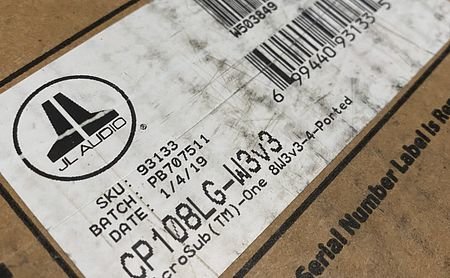 W503849
6 99440 93133 5
JL AUDIO
®
SKU: 93133
BATCH: PB707511
DATE: 1/4/19
CP108LG-W3v3
croSub(TM)-One 8W3v3-4-Ported
Serial Number Label is Re